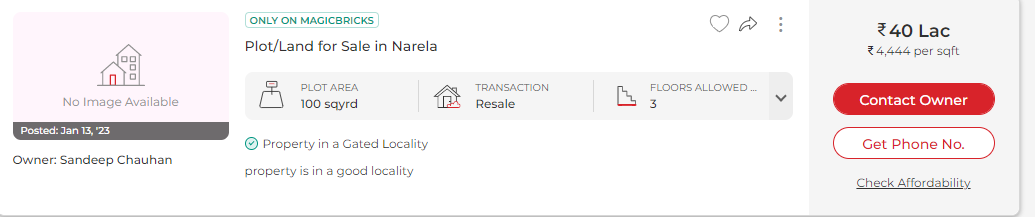 No Image Available
Posted: Jan 13, '23
Owner: Sandeep Chauhan
ONLY ON MAGICBRICKS
Plot/Land for Sale in Narela
PLOT AREA
100 sqyrd
TRANSACTION
Resale
FLOORS ALLOWED ...
3
Property in a Gated Locality
property is in a good locality
₹40 Lac
₹4,444 per sqft
Contact Owner
Get Phone No.
Check Affordability